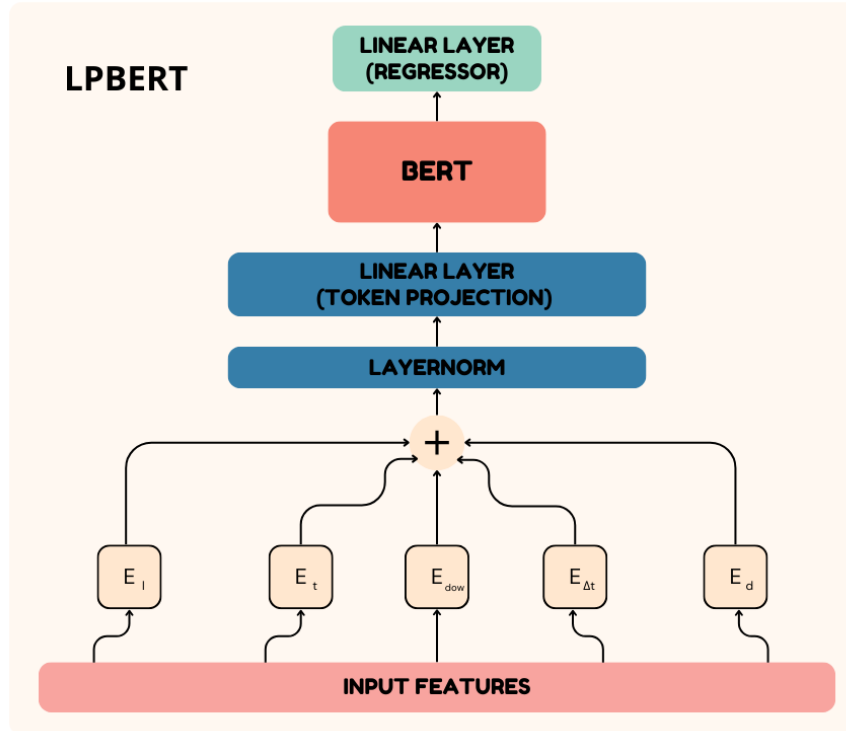 LPBERT
LINEAR LAYER
(REGRESSOR)
BERT
LINEAR LAYER
(TOKEN PROJECTION)
LAYERNORM
+
E l
E t
E dow
E Δt
E d
INPUT FEATURES